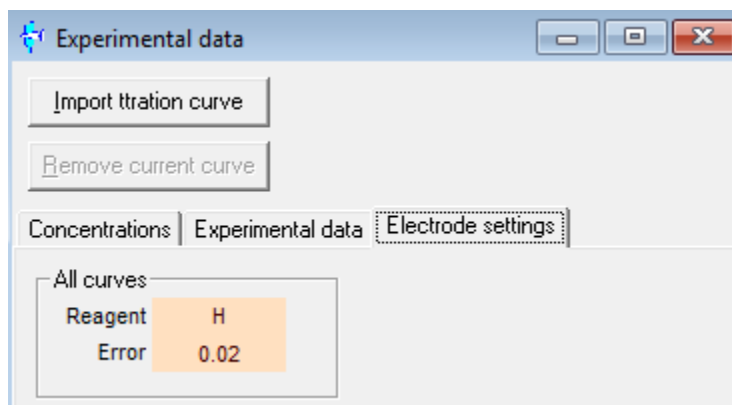 Experimental data
Import ttration curve
Remove current curve
Concentrations Experimental data Electrode settings
All curves
Reagent H
Error 0.02